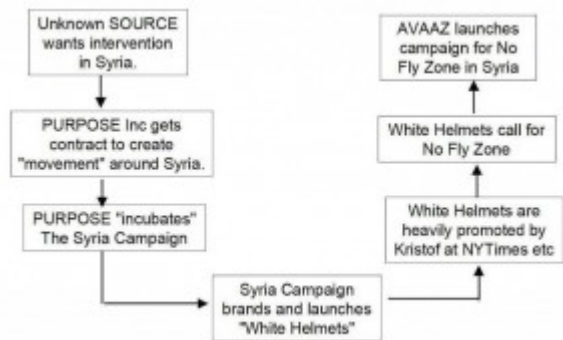 Unknown SOURCE
wants intervention
in Syria.
PURPOSE Inc gets
contract to create
"movement" around Syria.
PURPOSE "incubates"
The Syria Campaign
Syria Campaign
brands and launches
"White Helmets"
White Helmets are
heavily promoted by
Kristof at NYTimes etc
White Helmets call for
No Fly Zone
AVAAZ launches
campaign for No
Fly Zone in Syria